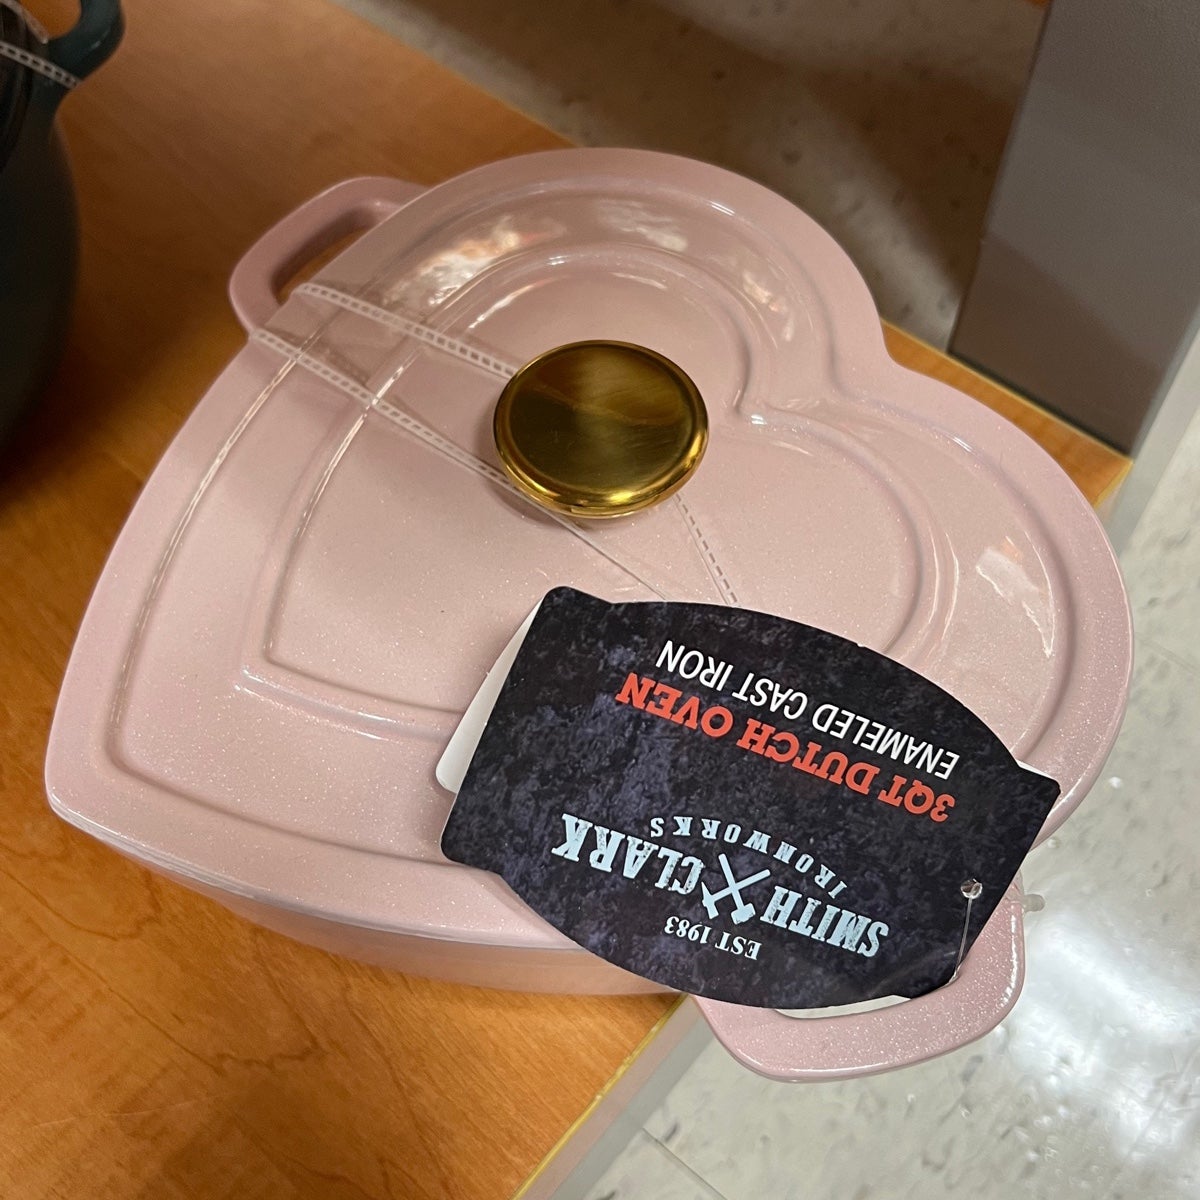 EST 1983
SMITH CLARK
IRONWORKS
3QT DUTCH OVEN
ENAMELED CAST IRON